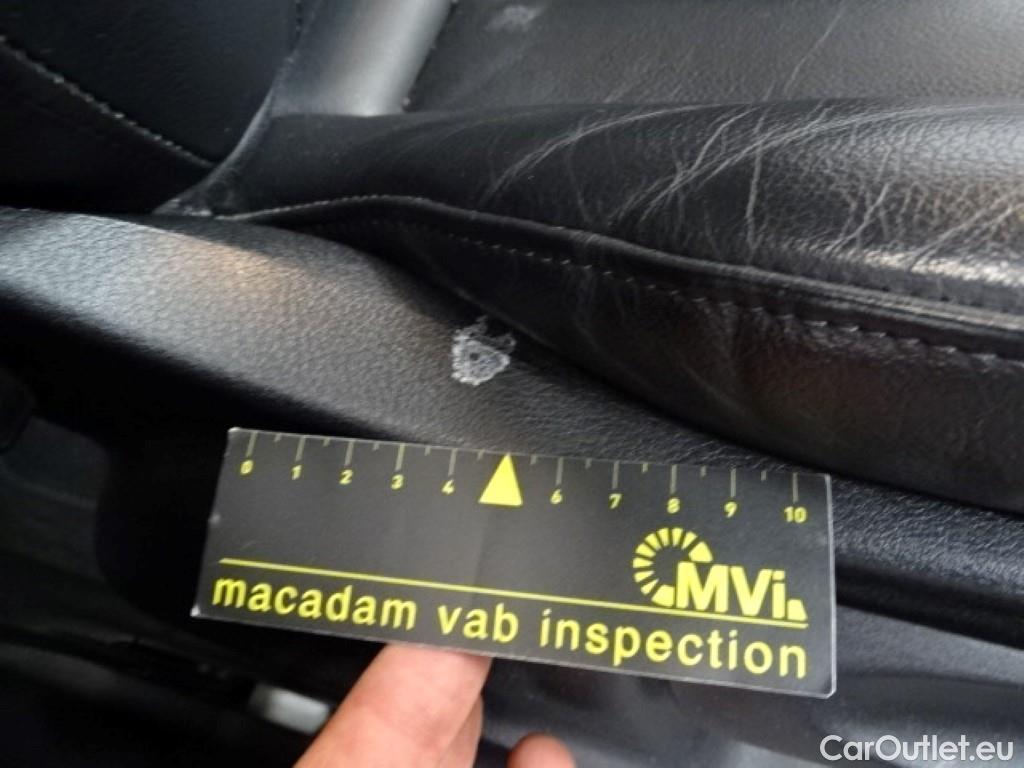 0 1 2 3 4 6 7 8 9 10
MVi
macadam vab inspection
CarOutlet.eu